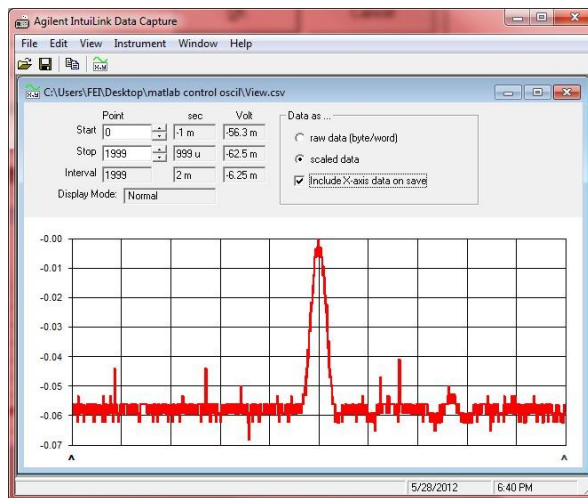 Agilent IntuiLink Data Capture
File Edit View Instrument Window Help
C:\Users\FEI\Desktop\matlab control oscil\View.csv
Point sec Volt
Start 0 -1 m -56.3 m
Stop 1999 999 u -62.5 m
Interval 1999 2 m -6.25 m
Display Mode: Normal
Data as ...
raw data (byte/word)
scaled data
Include X-axis data on save
-0.00
-0.01
-0.02
-0.03
-0.04
-0.05
-0.06
-0.07
5/28/2012 6:40 PM